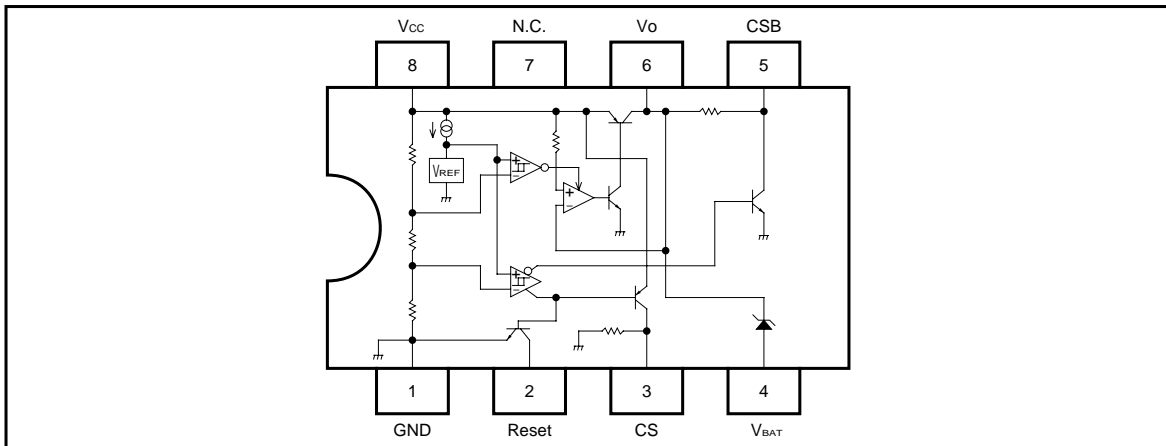 Vcc N.C. Vo CSB
8 7 6 5
VREF
+
−
+
−
+
−
1 2 3 4
GND Reset CS VBAT